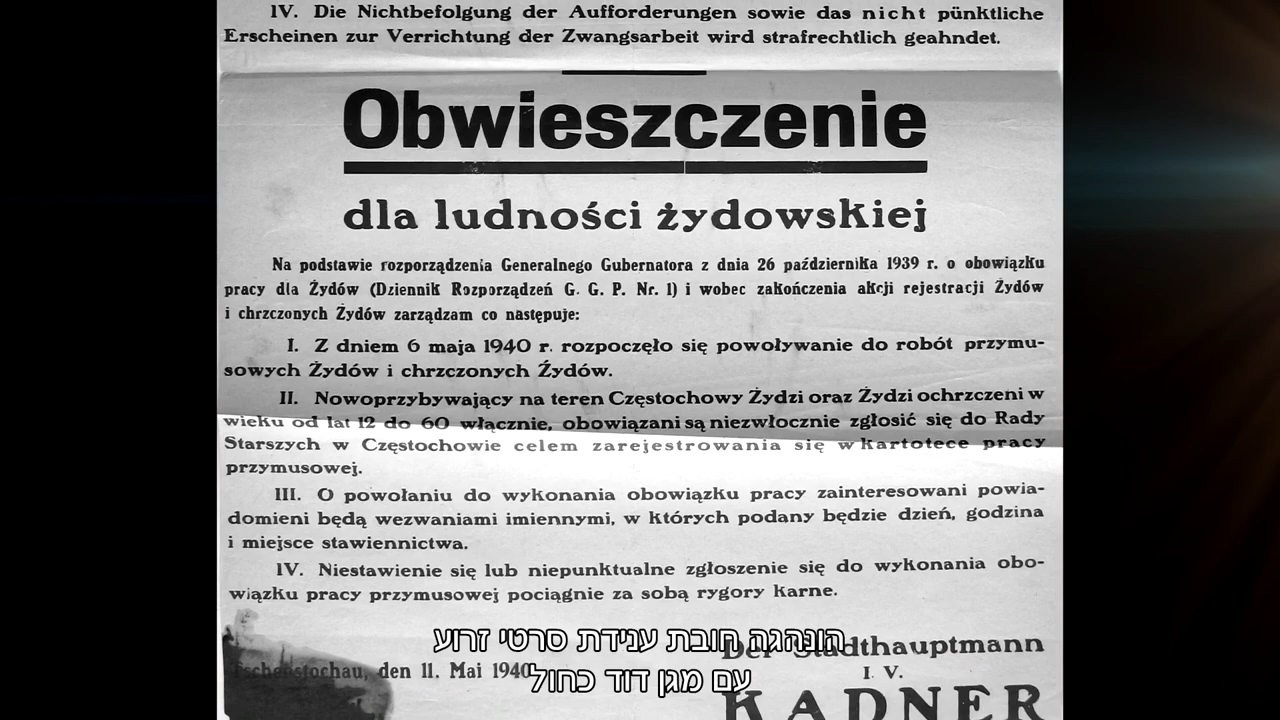 IV. Die Nichtbefolgung der Aufforderungen sowie das nicht pünktliche
Erscheinen zur Verrichtung der Zwangsarbeit wird strafrechtlich geahndet.
Obwieszczenie
dla ludności żydowskiej
Na podstawie rozporządzenia Generalnego Gubernatora z dnia 26 października 1939 r. o obowiązku
pracy dla Żydów (Dziennik Rozporządzeń G. G. P. Nr. 1) i wobec zakończenia akcji rejestracji Żydów
i chrzczonych Żydów zarządzam co następuje:
I. Z dniem 6 maja 1940 r. rozpoczęło się powoływanie do robót przymu-
sowych Żydów i chrzczonych Żydów.
II. Nowoprzybywający na teren Częstochowy Żydzi oraz Żydzi ochrzczeni w
wieku od lat 12 do 60 włącznie, obowiązani są niezwłocznie zgłosić się do Rady
Starszych w Częstochowie celem zarejestrowania się w kartotece pracy
przymusowej.
III. O powołaniu do wykonania obowiązku pracy zainteresowani powia-
domieni będą wezwaniami imiennymi, w których podany będzie dzień, godzina
i miejsce stawiennictwa.
IV. Niestawienie się lub niepunktualne zgłoszenie się do wykonania obo-
wiązku pracy przymusowej pociągnie za sobą rygory karne.
Der Stadthauptmann
Tschenstochau, den 11. Mai 1940
I. V.
KADNER
הונהגה חובת ענידת סרטי זרוע
עם מגן דוד כחול